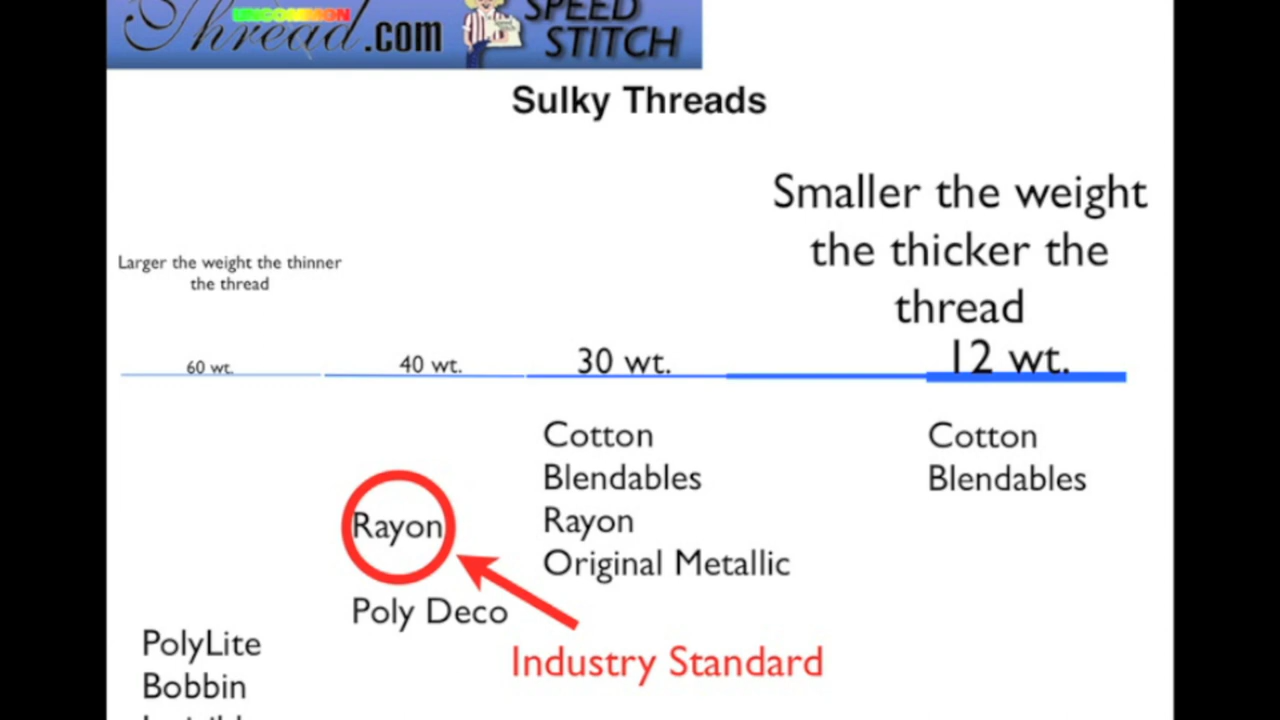 UNCOMMON
Thread.com
SPEED
STITCH
Sulky Threads
Smaller the weight
the thicker the
thread
Larger the weight the thinner
the thread
60 wt.
40 wt.
30 wt.
12 wt.
Cotton
Blendables
Rayon
Original Metallic
Cotton
Blendables
Rayon
Poly Deco
Industry Standard
PolyLite
Bobbin